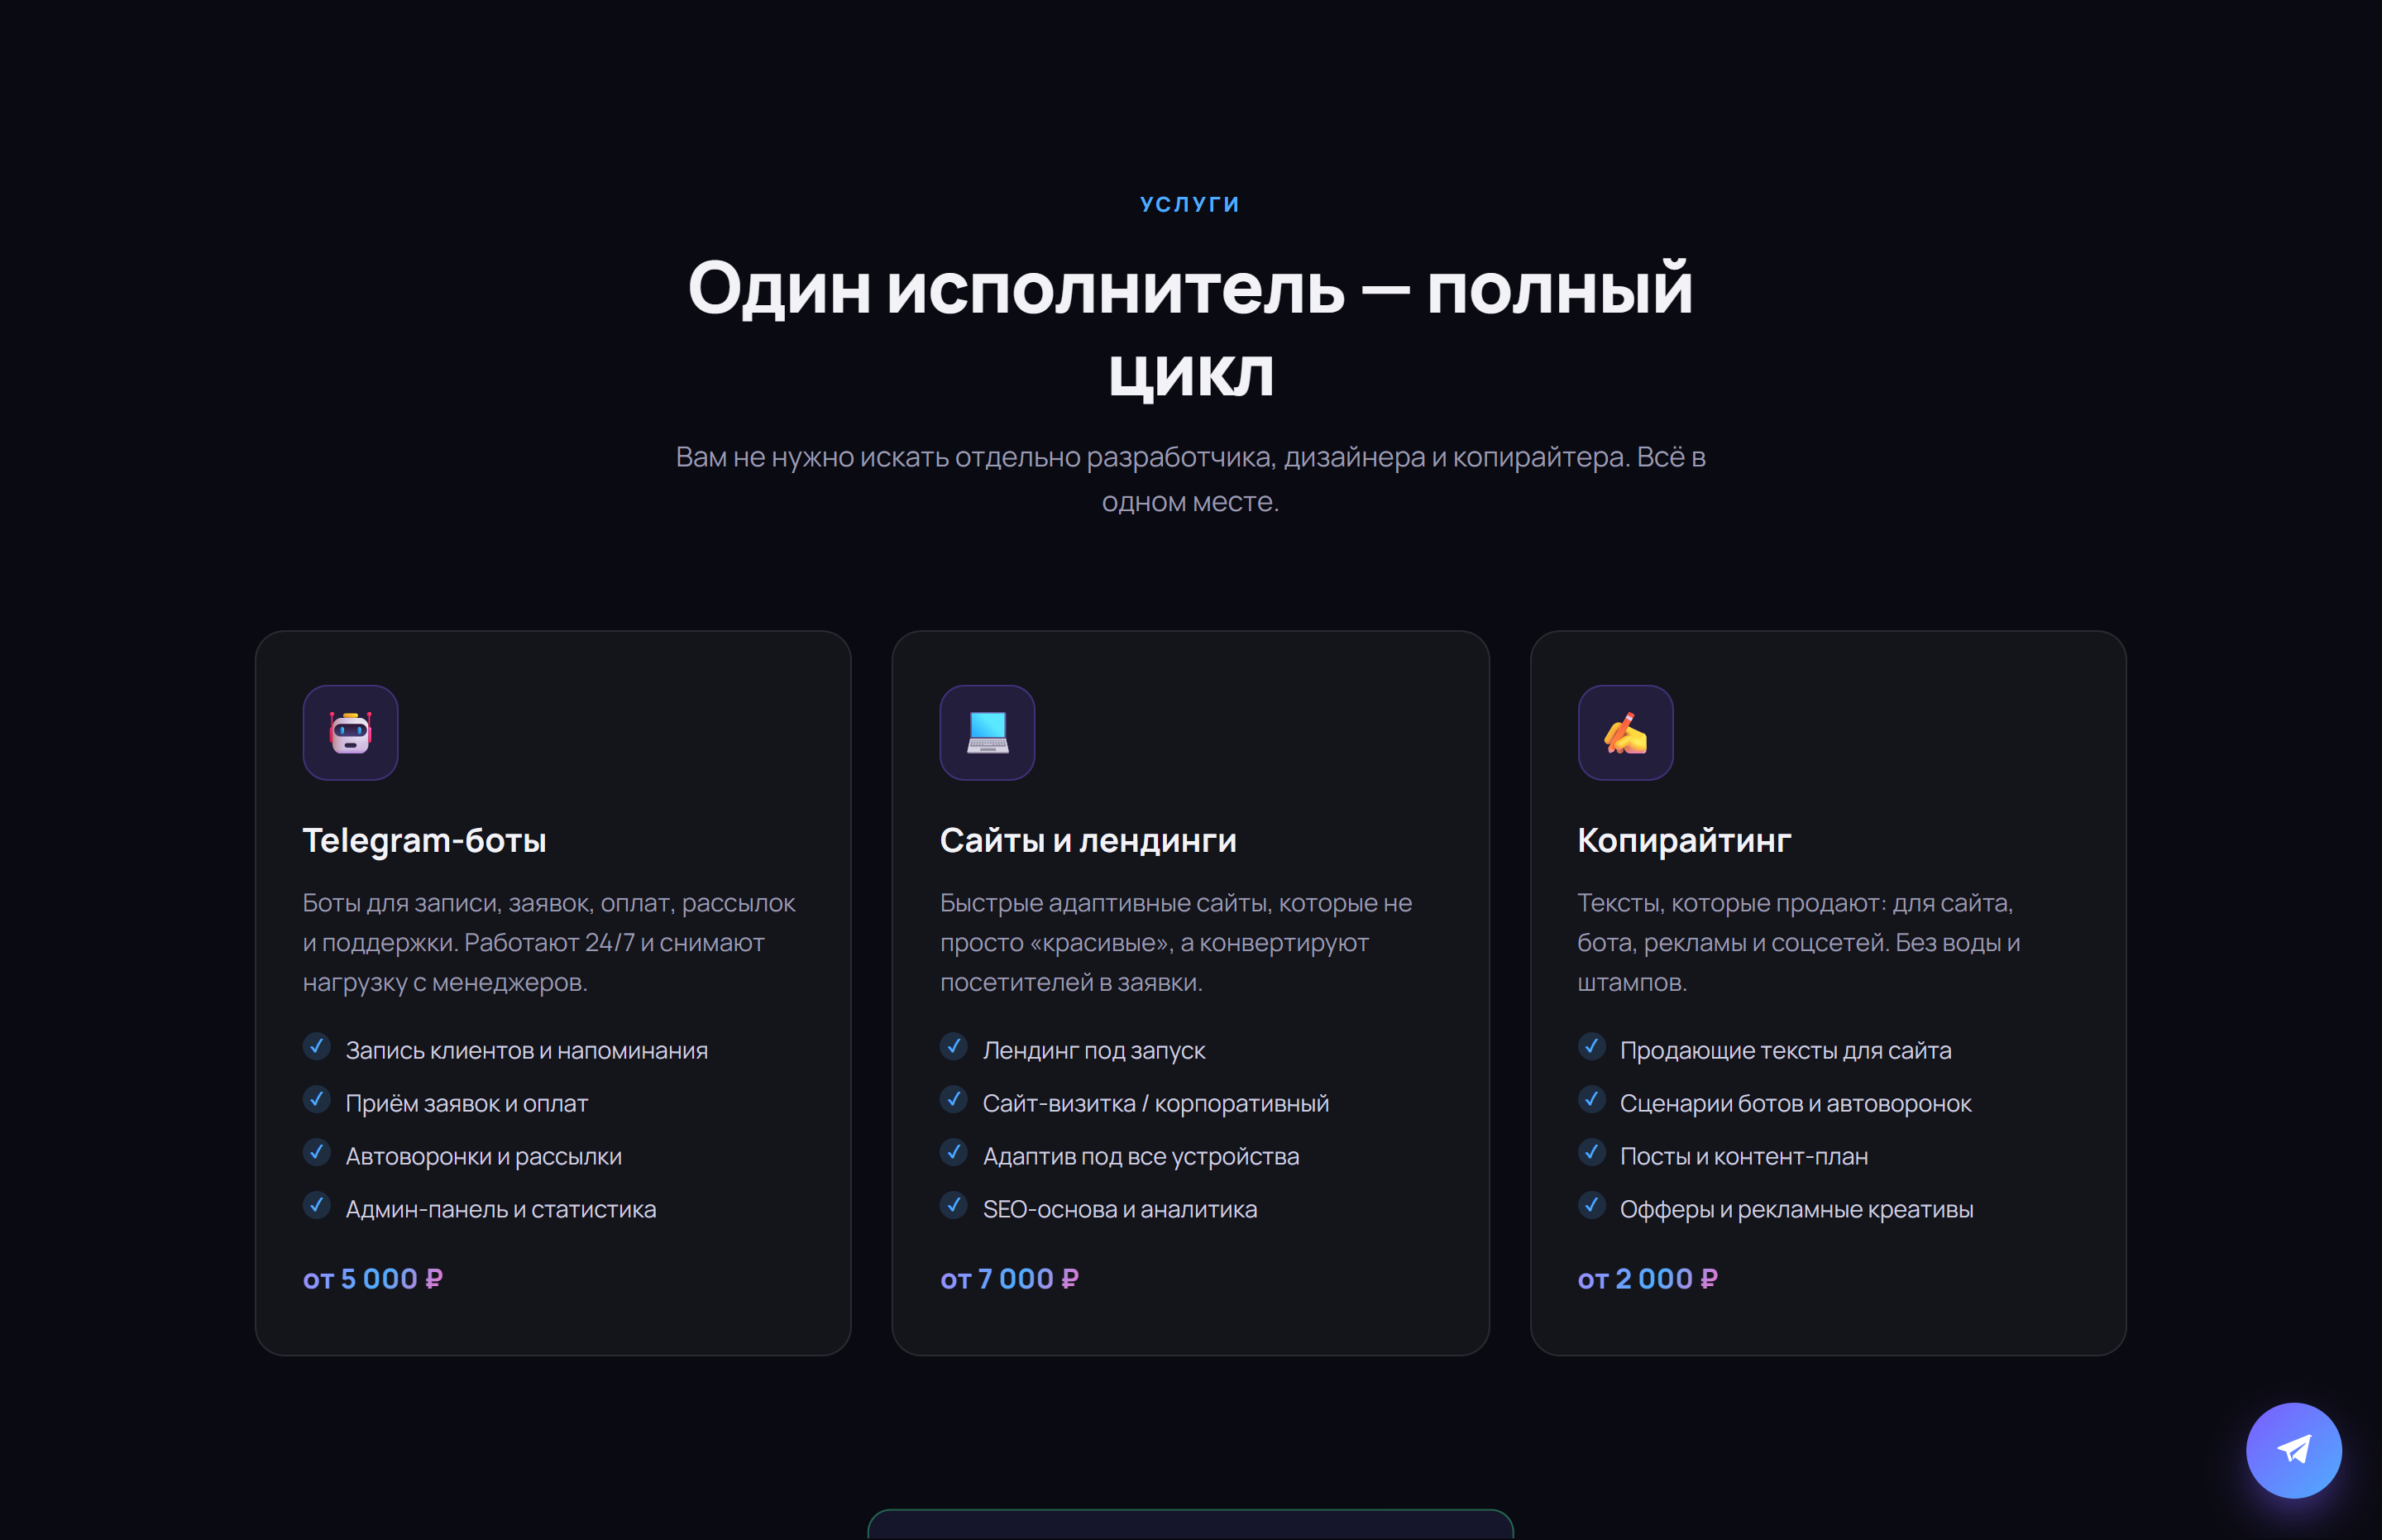 УСЛУГИ
Один исполнитель — полный
цикл
Вам не нужно искать отдельно разработчика, дизайнера и копирайтера. Всё в
одном месте.
Telegram-боты
Боты для записи, заявок, оплат, рассылок
и поддержки. Работают 24/7 и снимают
нагрузку с менеджеров.
Запись клиентов и напоминания
Приём заявок и оплат
Автоворонки и рассылки
Админ-панель и статистика
от 5 000 ₽
Сайты и лендинги
Быстрые адаптивные сайты, которые не
просто «красивые», а конвертируют
посетителей в заявки.
Лендинг под запуск
Сайт-визитка / корпоративный
Адаптив под все устройства
SEO-основа и аналитика
от 7 000 ₽
Копирайтинг
Тексты, которые продают: для сайта,
бота, рекламы и соцсетей. Без воды и
штампов.
Продающие тексты для сайта
Сценарии ботов и автоворонок
Посты и контент-план
Офферы и рекламные креативы
от 2 000 ₽